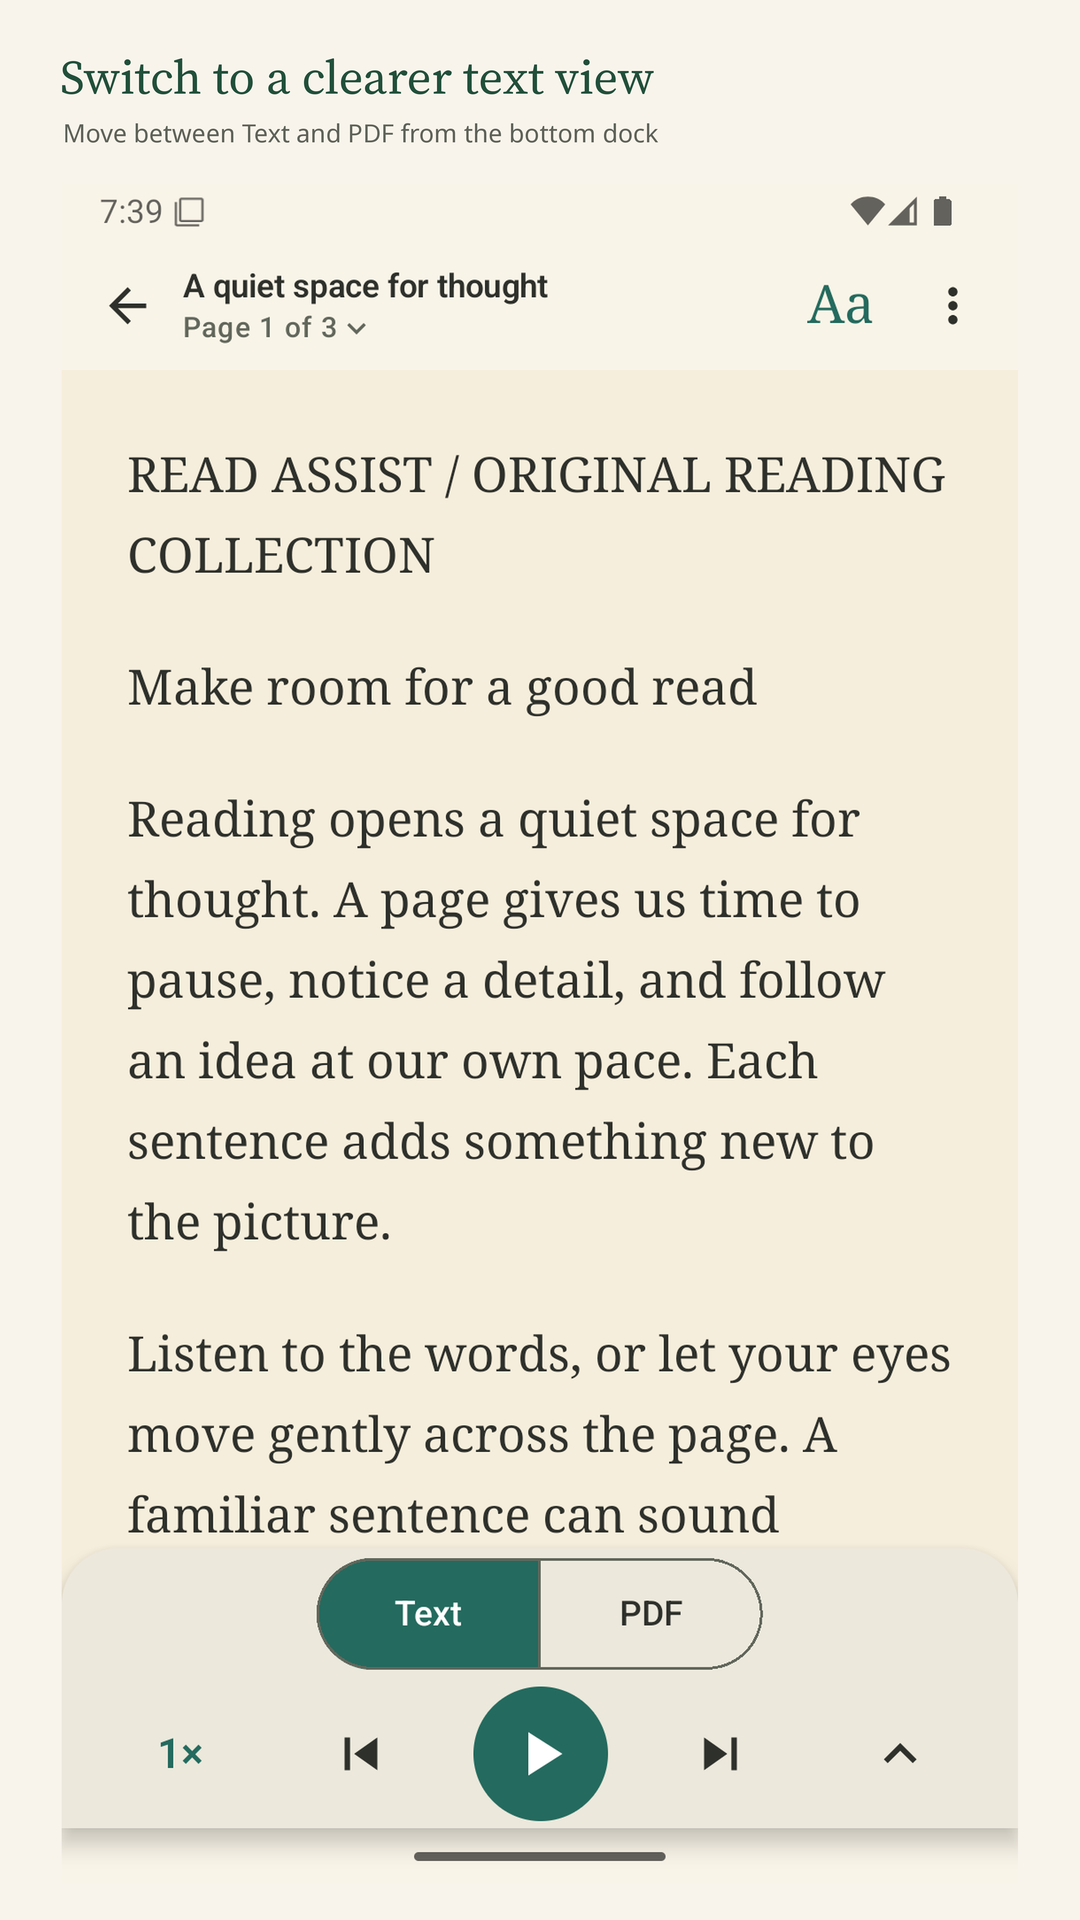 Switch to a clearer text view
Move between Text and PDF from the bottom dock
7:39
A quiet space for thought
Page 1 of 3
Aa
READ ASSIST / ORIGINAL READING
COLLECTION
Make room for a good read
Reading opens a quiet space for
thought. A page gives us time to
pause, notice a detail, and follow
an idea at our own pace. Each
sentence adds something new to
the picture.
Listen to the words, or let your eyes
move gently across the page. A
familiar sentence can sound
Text
PDF
1×